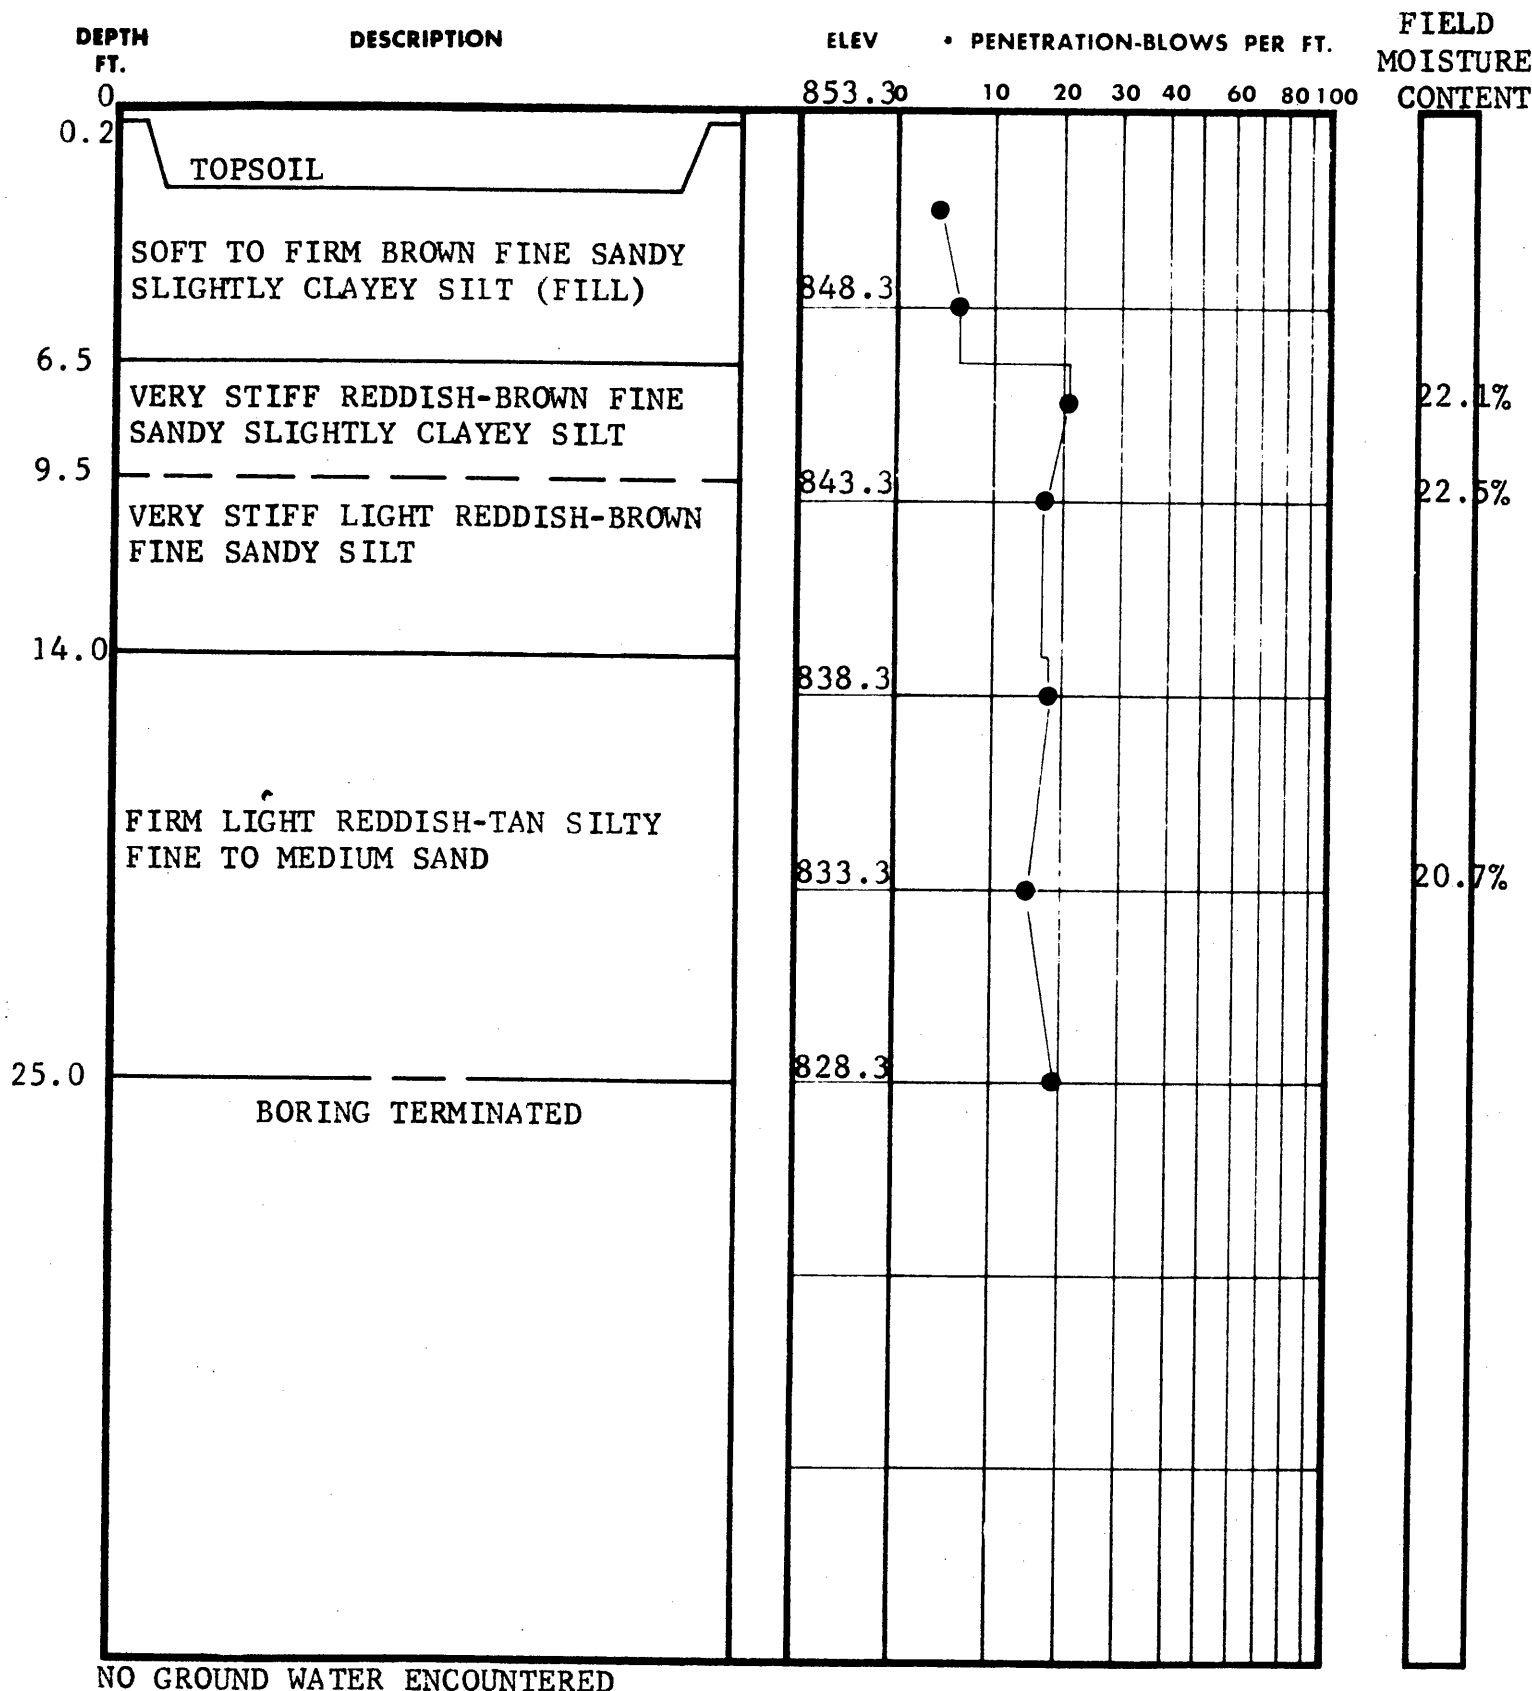 DEPTH
FT.
DESCRIPTION
ELEV
• PENETRATION-BLOWS PER FT.
FIELD
MOISTURE
CONTENT
0
853.3
0 10 20 30 40 60 80 100
0.2
TOPSOIL
SOFT TO FIRM BROWN FINE SANDY
SLIGHTLY CLAYEY SILT (FILL)
848.3
6.5
VERY STIFF REDDISH-BROWN FINE
SANDY SLIGHTLY CLAYEY SILT
22.1%
9.5
843.3
22.5%
VERY STIFF LIGHT REDDISH-BROWN
FINE SANDY SILT
14.0
838.3
FIRM LIGHT REDDISH-TAN SILTY
FINE TO MEDIUM SAND
833.3
20.7%
25.0
828.3
BORING TERMINATED
NO GROUND WATER ENCOUNTERED